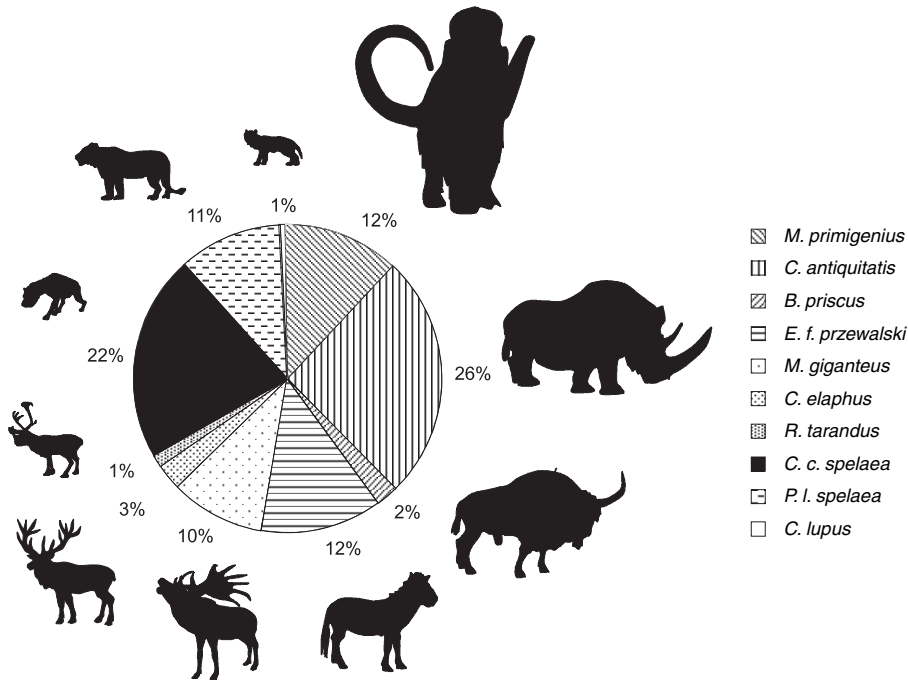 11%
1%
12%
22%
26%
1%
3%
10%
12%
2%
M. primigenius
C. antiquitatis
B. priscus
E. f. przewalski
M. giganteus
C. elaphus
R. tarandus
C. c. spelaea
P. l. spelaea
C. lupus